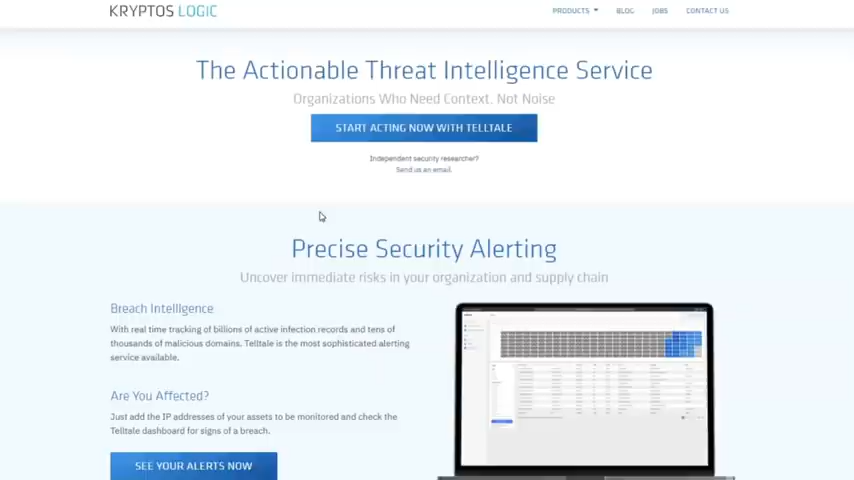 KRYPTOS LOGIC
PRODUCTS BLOG JOBS CONTACT US
The Actionable Threat Intelligence Service
Organizations Who Need Context. Not Noise
START ACTING NOW WITH TELLTALE
Independent security researcher?
Send us an email.
Precise Security Alerting
Uncover immediate risks in your organization and supply chain
Breach Intelligence
With real time tracking of billions of active infection records and tens of
thousands of malicious domains. Telltale is the most sophisticated alerting
service available.
Are You Affected?
Just add the IP addresses of your assets to be monitored and check the
Telltale dashboard for signs of a breach.
SEE YOUR ALERTS NOW